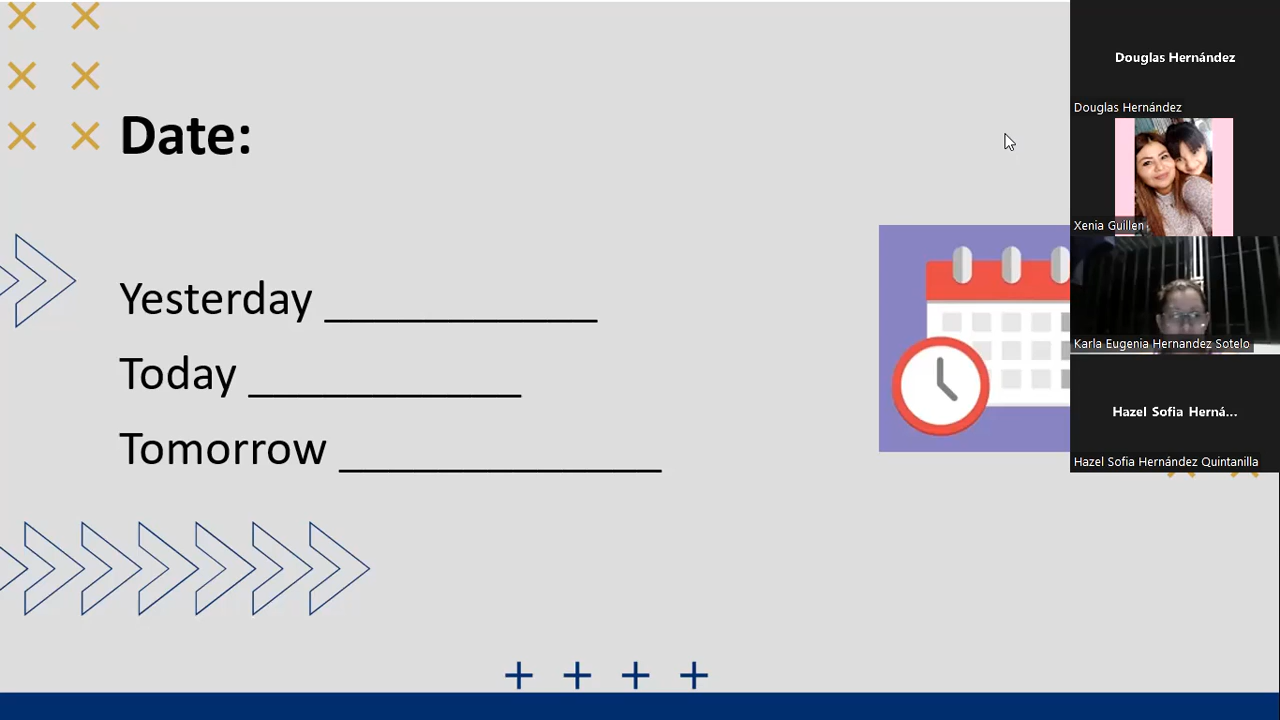 Date:
Yesterday ____________
Today ____________
Tomorrow ______________
Douglas Hernández
Douglas Hernández
Xenia Guillen
Karla Eugenia Hernandez Sotelo
Hazel Sofia Herná...
Hazel Sofia Hernández Quintanilla